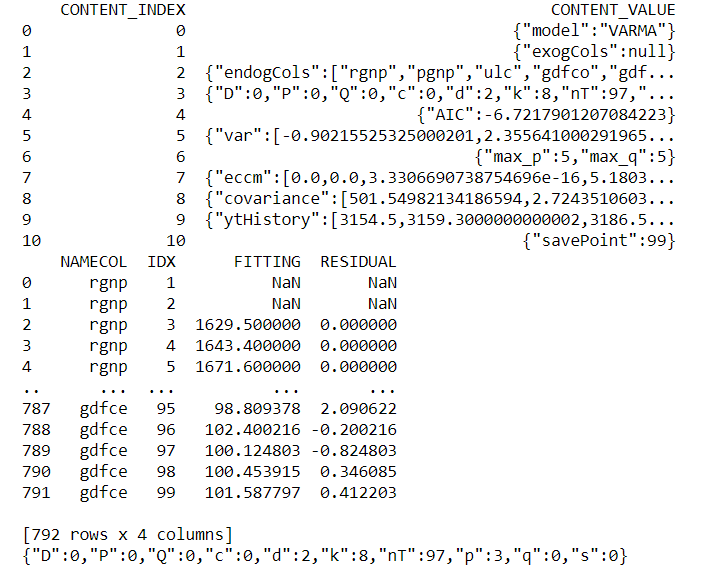 CONTENT_INDEX CONTENT_VALUE
0 0 {"model":"VARMA"}
1 1 {"exogCols":null}
2 2 {"endogCols":["rgnp","pgnp","ulc","gdfco","gdf...
3 3 {"D":0,"P":0,"Q":0,"c":0,"d":2,"k":8,"nT":97,"...
4 4 {"AIC":-6.7217901207084223}
5 5 {"var":[-0.90215525325000201,2.355641000291965...
6 6 {"max_p":5,"max_q":5}
7 7 {"eccm":[0.0,0.0,3.3306690738754696e-16,5.1803...
8 8 {"covariance":[501.54982134186594,2.7243510603...
9 9 {"ytHistory":[3154.5,3159.3000000000002,3186.5...
10 10 {"savePoint":99}
NAMECOL IDX FITTING RESIDUAL
0 rgnp 1 NaN NaN
1 rgnp 2 NaN NaN
2 rgnp 3 1629.500000 0.000000
3 rgnp 4 1643.400000 0.000000
4 rgnp 5 1671.600000 0.000000
.. ... ... ... ...
787 gdfce 95 98.809378 2.090622
788 gdfce 96 102.400216 -0.200216
789 gdfce 97 100.124803 -0.824803
790 gdfce 98 100.453915 0.346085
791 gdfce 99 101.587797 0.412203
[792 rows x 4 columns]
{"D":0,"P":0,"Q":0,"c":0,"d":2,"k":8,"nT":97,"p":3,"q":0,"s":0}